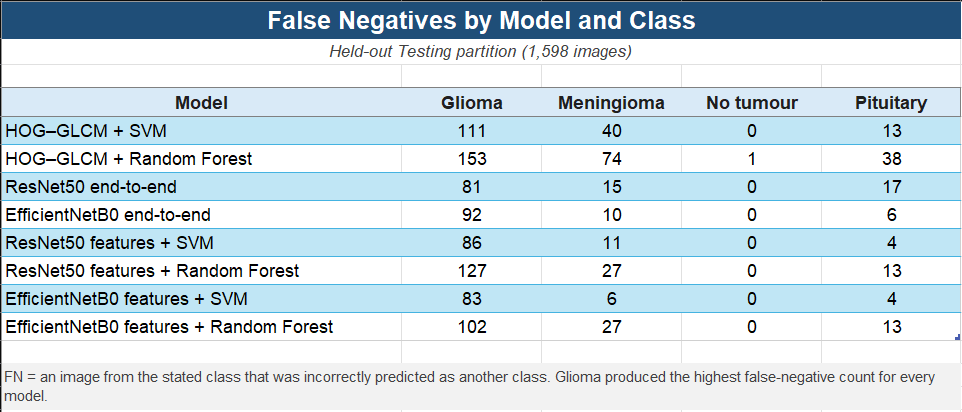 False Negatives by Model and Class
Held-out Testing partition (1,598 images)
Model Glioma Meningioma No tumour Pituitary
HOG–GLCM + SVM 111 40 0 13
HOG–GLCM + Random Forest 153 74 1 38
ResNet50 end-to-end 81 15 0 17
EfficientNetB0 end-to-end 92 10 0 6
ResNet50 features + SVM 86 11 0 4
ResNet50 features + Random Forest 127 27 0 13
EfficientNetB0 features + SVM 83 6 0 4
EfficientNetB0 features + Random Forest 102 27 0 13
FN = an image from the stated class that was incorrectly predicted as another class. Glioma produced the highest false-negative count for every
model.